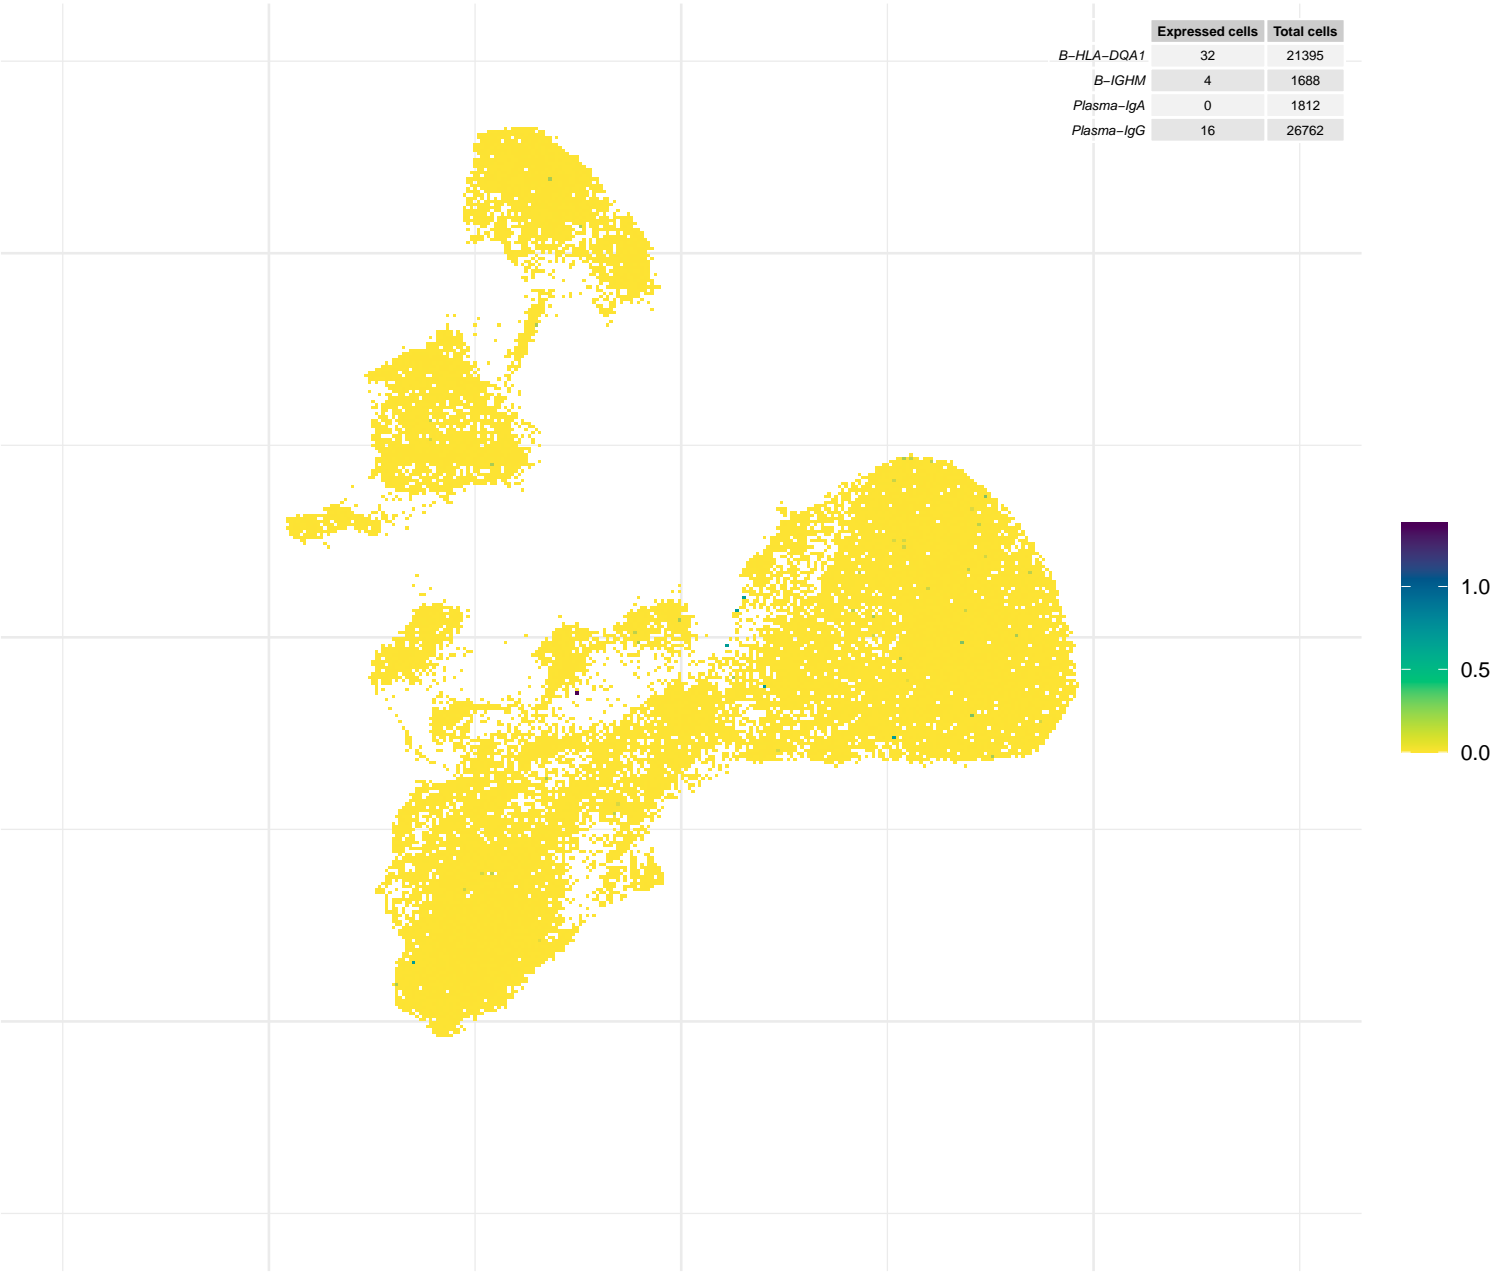 Expressed cells Total cells
B−HLA−DQA1 32 21395
B−IGHM 4 1688
Plasma−IgA 0 1812
Plasma−IgG 16 26762
1.0
0.5
0.0